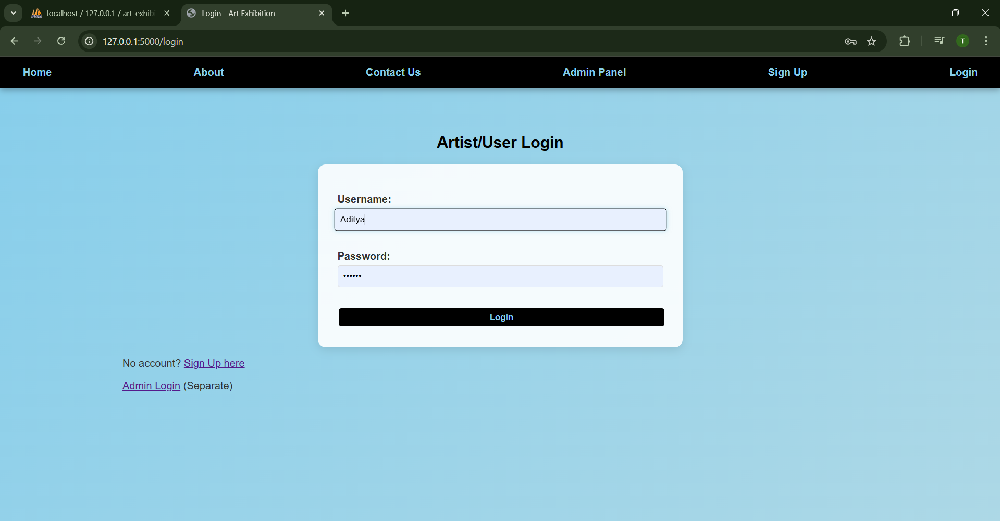 localhost / 127.0.0.1 / art_exhibi
Login - Art Exhibition
127.0.0.1:5000/login
T
Home About Contact Us Admin Panel Sign Up Login
Artist/User Login
Username:
Aditya
Password:
••••••
Login
No account? Sign Up here
Admin Login (Separate)